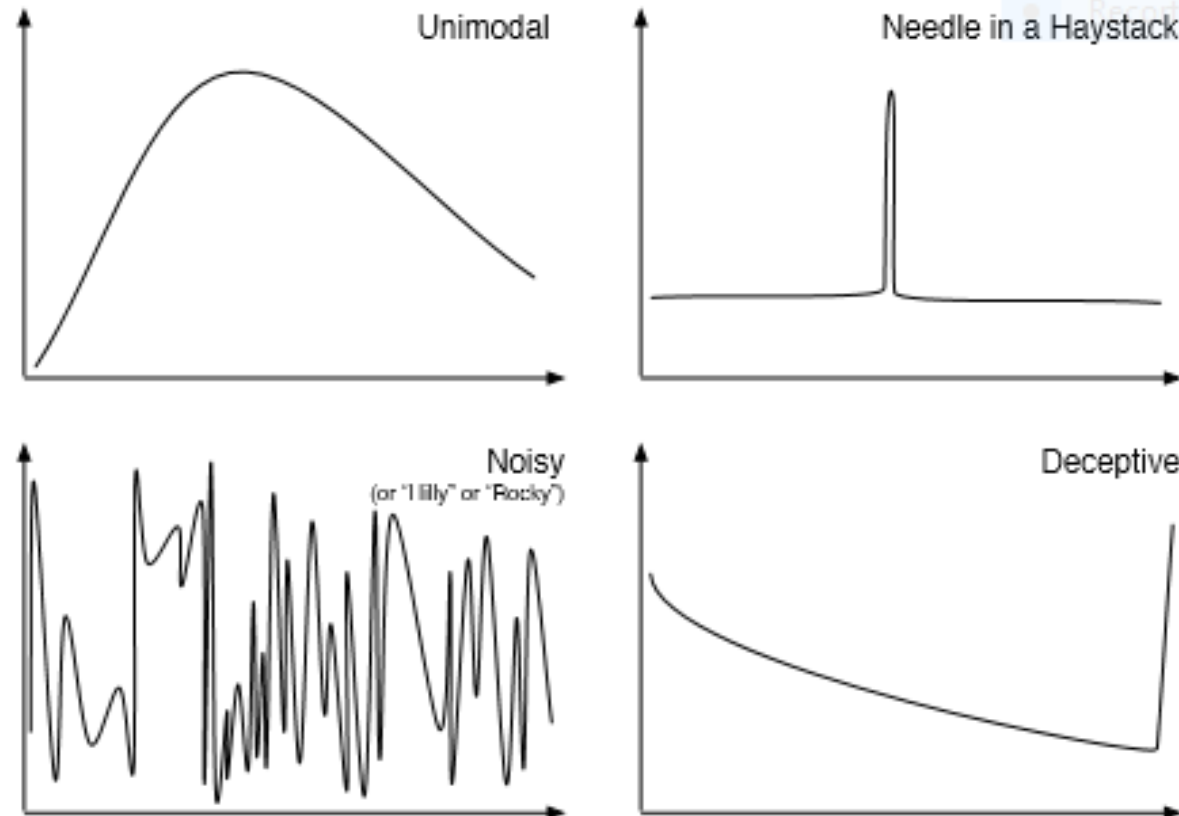 Unimodal
Needle in a Haystack
Noisy
(or "Hilly" or "Rocky")
Deceptive